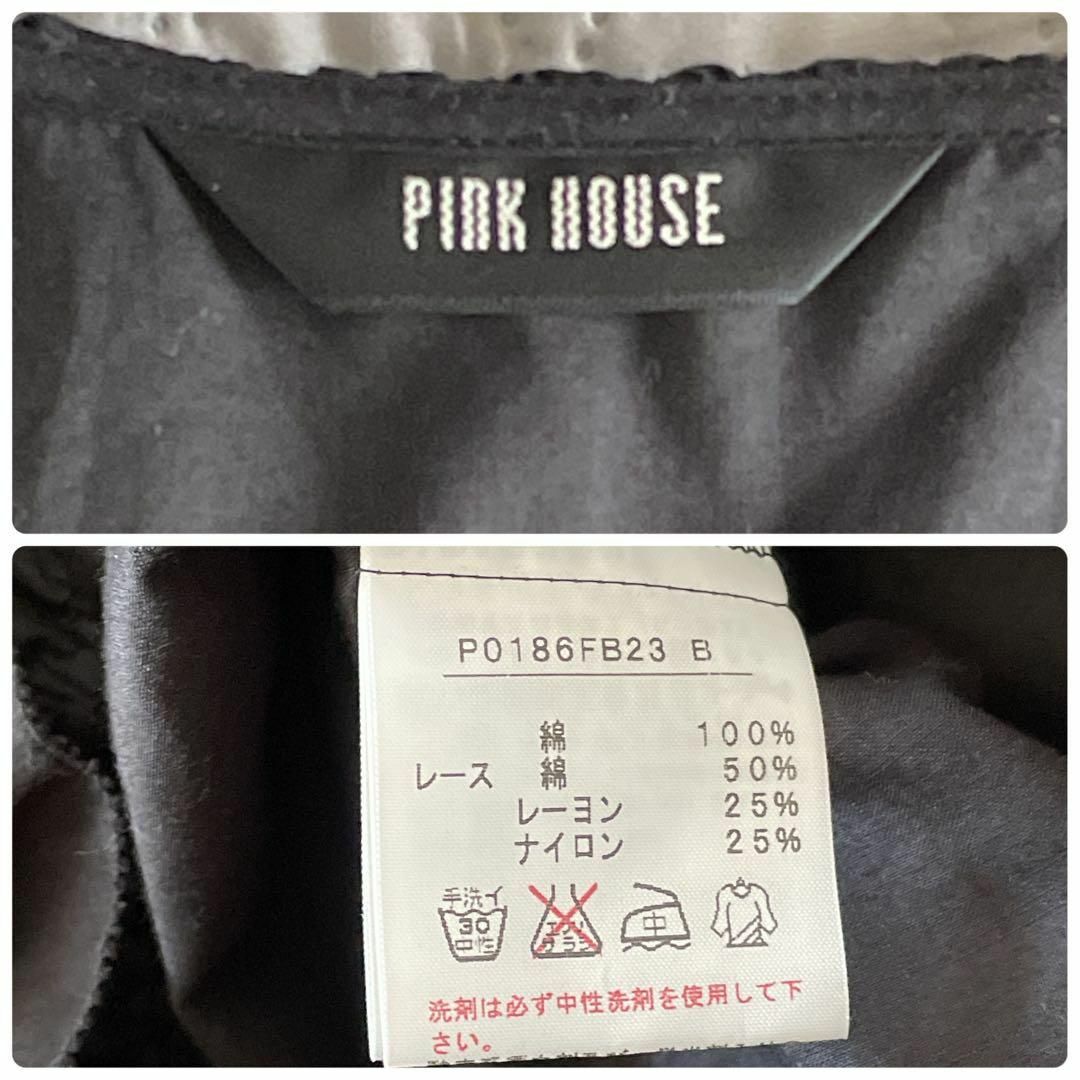 PINK HOUSE
P0186FB23 B
綿 100%
レース 綿 50%
レーヨン 25%
ナイロン 25%
手洗イ
30
中性
エンソ
サラシ
中
洗剤は必ず中性洗剤を使用して下
さい。